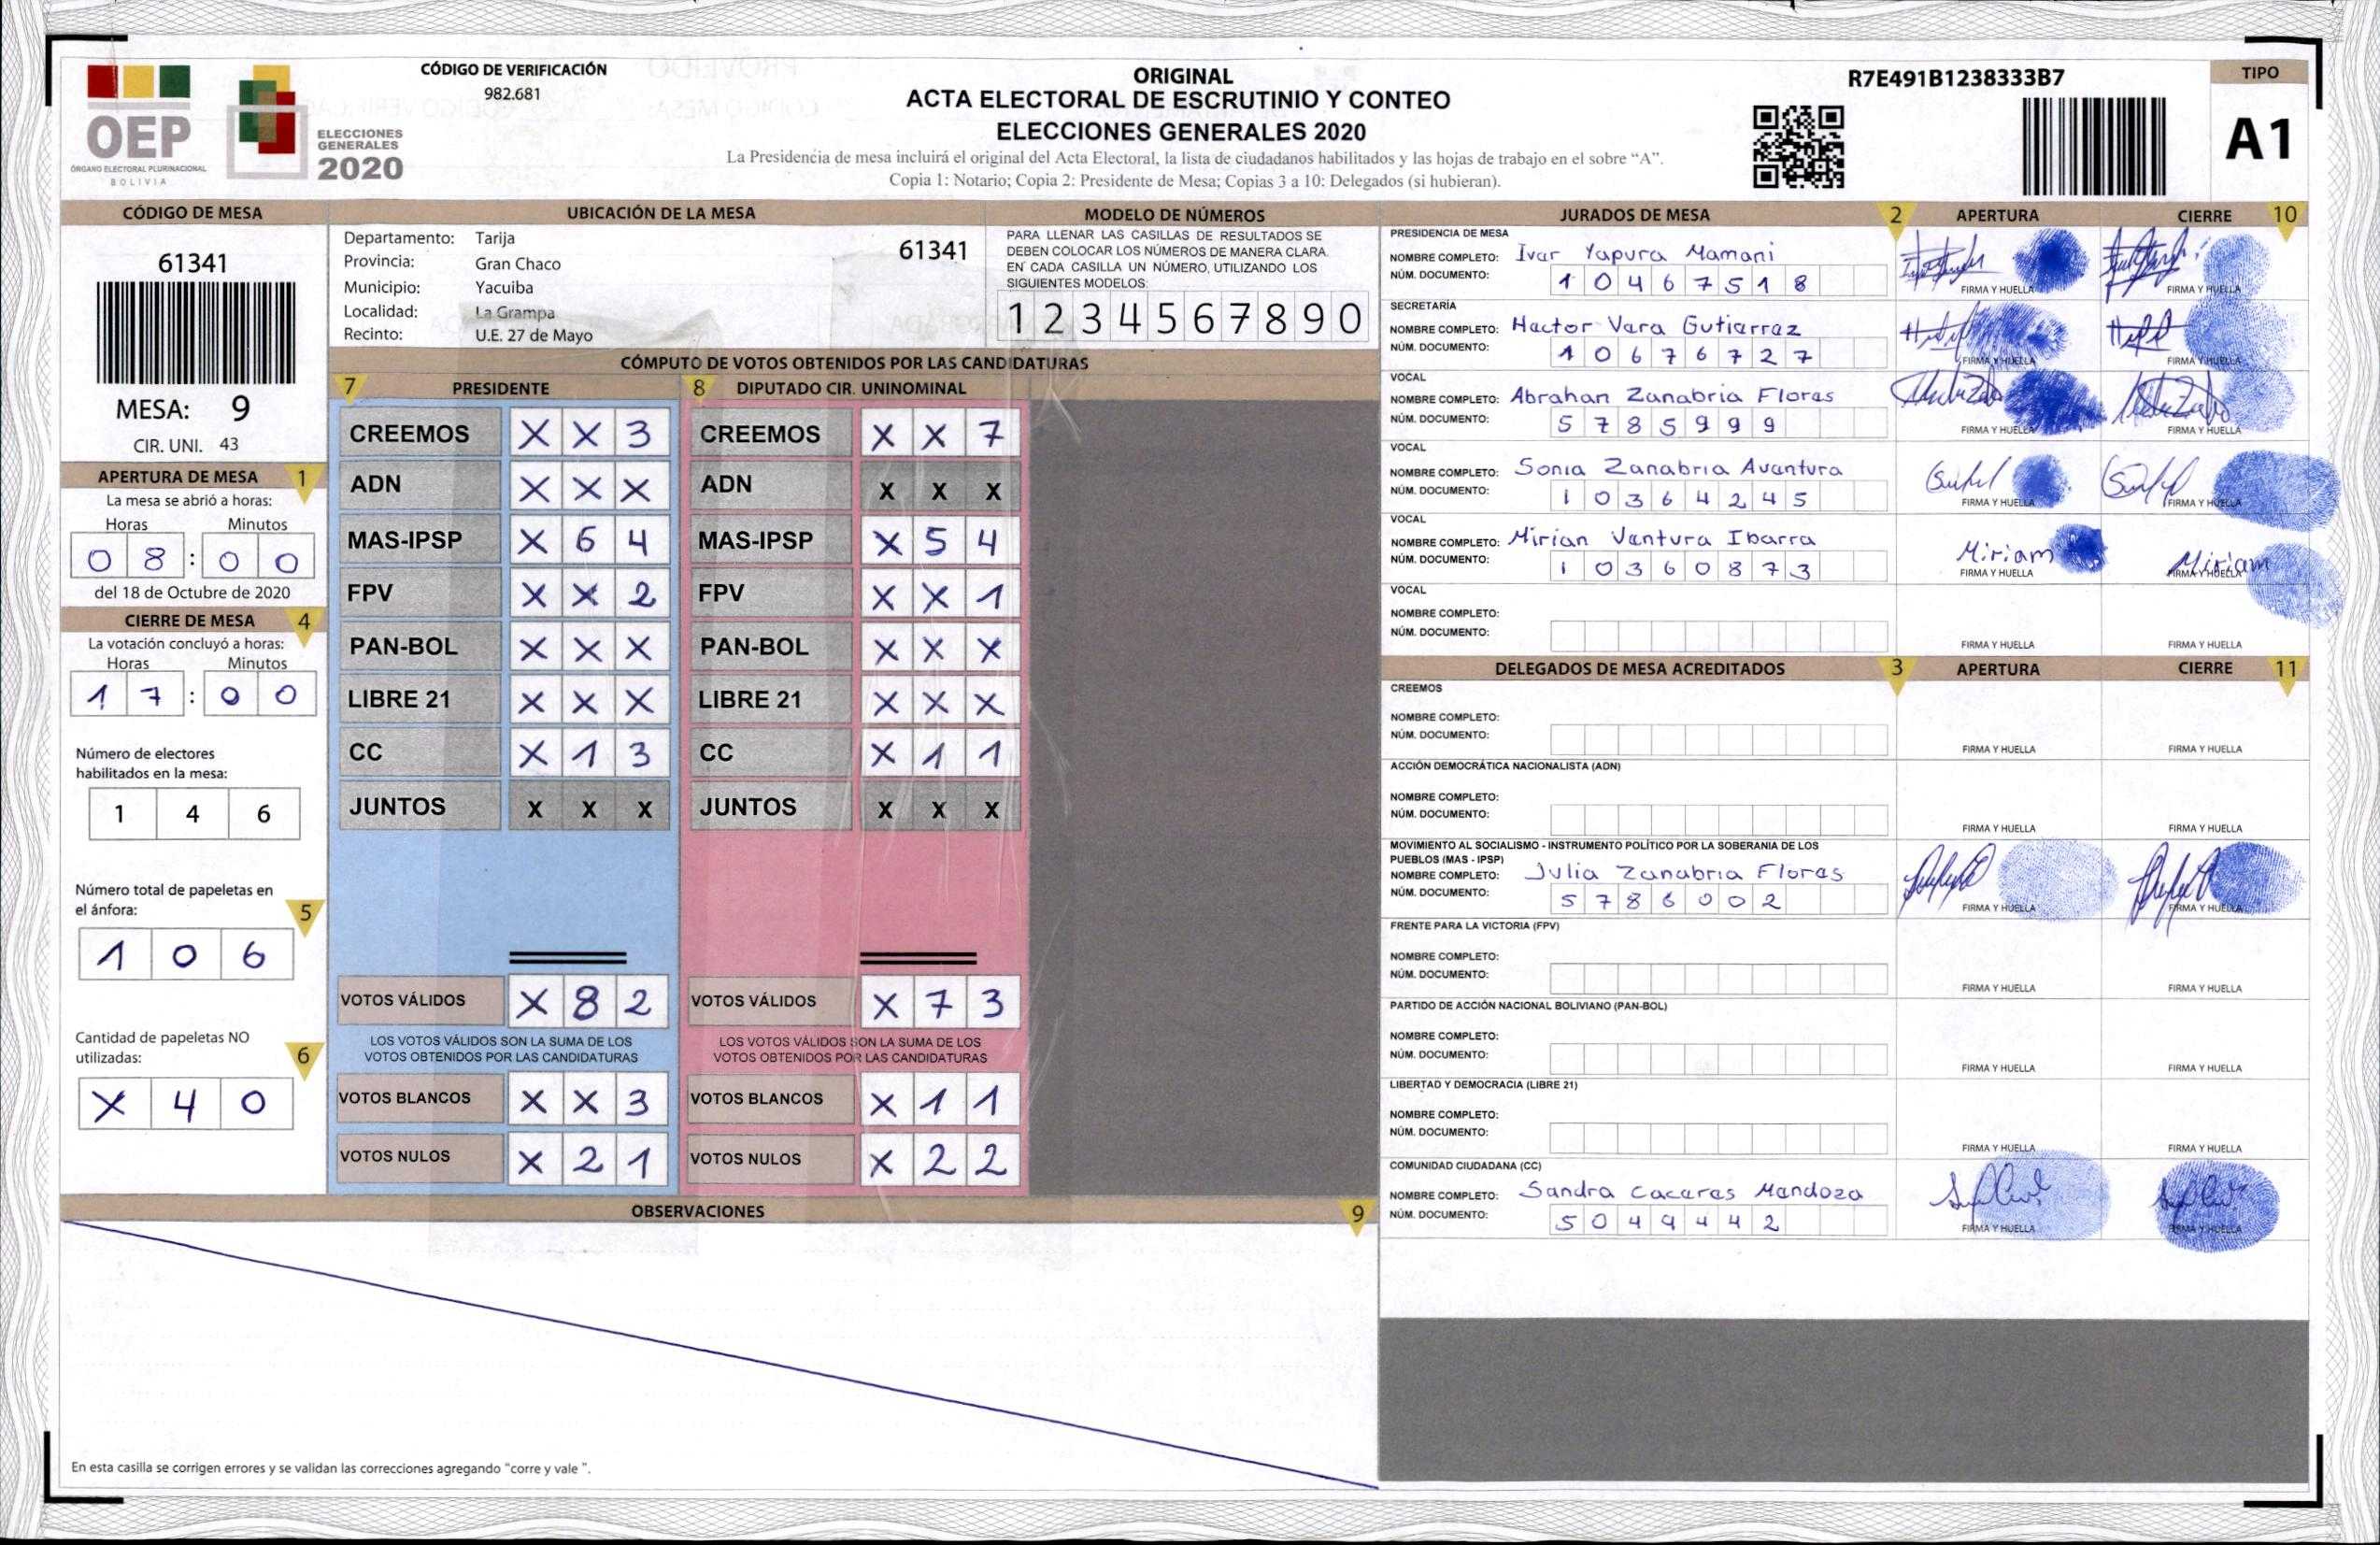 OEP
ÓRGANO ELECTORAL PLURINACIONAL
BOLIVIA
ELECCIONES
GENERALES
2020
CÓDIGO DE VERIFICACIÓN
982.681
ORIGINAL
ACTA ELECTORAL DE ESCRUTINIO Y CONTEO
ELECCIONES GENERALES 2020
La Presidencia de mesa incluirá el original del Acta Electoral, la lista de ciudadanos habilitados y las hojas de trabajo en el sobre “A”.
Copia 1: Notario; Copia 2: Presidente de Mesa; Copias 3 a 10: Delegados (si hubieran).
R7E491B1238333B7
TIPO
A1
CÓDIGO DE MESA
61341
MESA: 9
CIR. UNI. 43
APERTURA DE MESA 1
La mesa se abrió a horas:
Horas Minutos
0 8 : 0 0
del 18 de Octubre de 2020
CIERRE DE MESA 4
La votación concluyó a horas:
Horas Minutos
1 7 : 0 0
Número de electores
habilitados en la mesa:
1 4 6
Número total de papeletas en
el ánfora: 5
1 0 6
Cantidad de papeletas NO
utilizadas: 6
X 4 0
UBICACIÓN DE LA MESA
Departamento: Tarija
61341
Provincia: Gran Chaco
Municipio: Yacuiba
Localidad: La Grampa
Recinto: U.E. 27 de Mayo
MODELO DE NÚMEROS
PARA LLENAR LAS CASILLAS DE RESULTADOS SE
DEBEN COLOCAR LOS NÚMEROS DE MANERA CLARA.
EN CADA CASILLA UN NÚMERO, UTILIZANDO LOS
SIGUIENTES MODELOS:
1 2 3 4 5 6 7 8 9 0
CÓMPUTO DE VOTOS OBTENIDOS POR LAS CANDIDATURAS
7 PRESIDENTE 8 DIPUTADO CIR. UNINOMINAL
CREEMOS X X 3 CREEMOS X X 7
ADN X X X ADN X X X
MAS-IPSP X 6 4 MAS-IPSP X 5 4
FPV X X 2 FPV X X 1
PAN-BOL X X X PAN-BOL X X X
LIBRE 21 X X X LIBRE 21 X X X
CC X 1 3 CC X 1 1
JUNTOS X X X JUNTOS X X X
VOTOS VÁLIDOS X 8 2 VOTOS VÁLIDOS X 7 3
LOS VOTOS VÁLIDOS SON LA SUMA DE LOS LOS VOTOS VÁLIDOS SON LA SUMA DE LOS
VOTOS OBTENIDOS POR LAS CANDIDATURAS VOTOS OBTENIDOS POR LAS CANDIDATURAS
VOTOS BLANCOS X X 3 VOTOS BLANCOS X 1 1
VOTOS NULOS X 2 1 VOTOS NULOS X 2 2
OBSERVACIONES 9
En esta casilla se corrigen errores y se validan las correcciones agregando "corre y vale ".
JURADOS DE MESA 2 APERTURA CIERRE 10
PRESIDENCIA DE MESA
NOMBRE COMPLETO: Ivar Yapura Mamani
NÚM. DOCUMENTO: 1 0 4 6 7 5 1 8
FIRMA Y HUELLA FIRMA Y HUELLA
SECRETARÍA
NOMBRE COMPLETO: Hactor Vara Gutiarraz
NÚM. DOCUMENTO: 1 0 6 7 6 7 2 7
FIRMA Y HUELLA FIRMA Y HUELLA
VOCAL
NOMBRE COMPLETO: Abrahan Zanabria Floras
NÚM. DOCUMENTO: 5 7 8 5 9 9 9
FIRMA Y HUELLA FIRMA Y HUELLA
VOCAL
NOMBRE COMPLETO: Sonia Zanabria Avantura
NÚM. DOCUMENTO: 1 0 3 6 4 2 4 5
FIRMA Y HUELLA FIRMA Y HUELLA
VOCAL
NOMBRE COMPLETO: Mirian Vantura Ibarra
NÚM. DOCUMENTO: 1 0 3 6 0 8 7 3
Miriam Miriam
FIRMA Y HUELLA FIRMA Y HUELLA
VOCAL
NOMBRE COMPLETO:
NÚM. DOCUMENTO:
FIRMA Y HUELLA FIRMA Y HUELLA
DELEGADOS DE MESA ACREDITADOS 3 APERTURA CIERRE 11
CREEMOS
NOMBRE COMPLETO:
NÚM. DOCUMENTO:
FIRMA Y HUELLA FIRMA Y HUELLA
ACCIÓN DEMOCRÁTICA NACIONALISTA (ADN)
NOMBRE COMPLETO:
NÚM. DOCUMENTO:
FIRMA Y HUELLA FIRMA Y HUELLA
MOVIMIENTO AL SOCIALISMO - INSTRUMENTO POLÍTICO POR LA SOBERANIA DE LOS
PUEBLOS (MAS - IPSP)
NOMBRE COMPLETO: Julia Zanabria Floras
NÚM. DOCUMENTO: 5 7 8 6 0 0 2
FIRMA Y HUELLA FIRMA Y HUELLA
FRENTE PARA LA VICTORIA (FPV)
NOMBRE COMPLETO:
NÚM. DOCUMENTO:
FIRMA Y HUELLA FIRMA Y HUELLA
PARTIDO DE ACCIÓN NACIONAL BOLIVIANO (PAN-BOL)
NOMBRE COMPLETO:
NÚM. DOCUMENTO:
FIRMA Y HUELLA FIRMA Y HUELLA
LIBERTAD Y DEMOCRACIA (LIBRE 21)
NOMBRE COMPLETO:
NÚM. DOCUMENTO:
FIRMA Y HUELLA FIRMA Y HUELLA
COMUNIDAD CIUDADANA (CC)
NOMBRE COMPLETO: Sandra Cacaras Mandoza
NÚM. DOCUMENTO: 5 0 4 9 4 4 2
FIRMA Y HUELLA FIRMA Y HUELLA